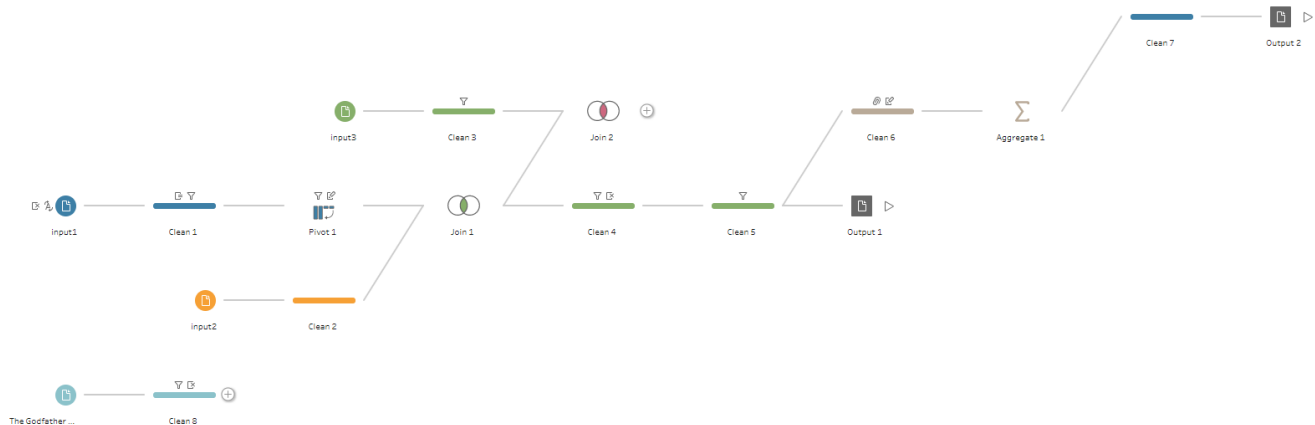 Clean 7
Output 2
input3
Clean 3
Join 2
Clean 6
Aggregate 1
input1
Clean 1
Pivot 1
Join 1
Clean 4
Clean 5
Output 1
input2
Clean 2
The Godfather ...
Clean 8